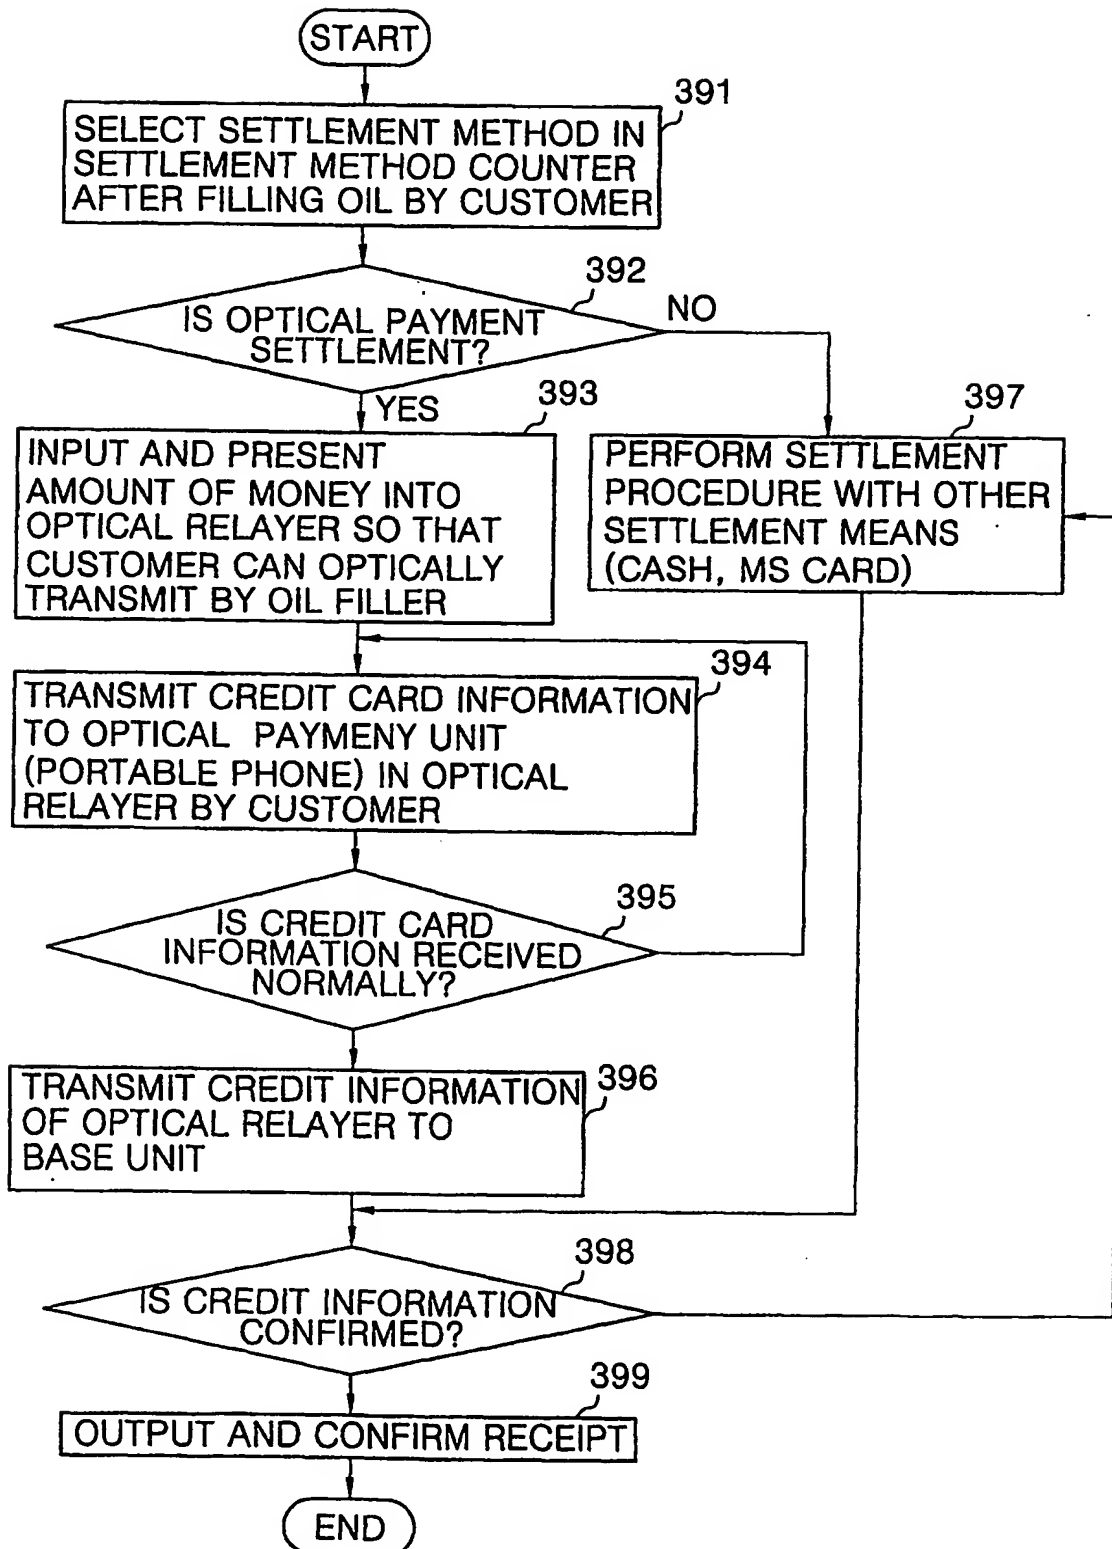 START
391
SELECT SETTLEMENT METHOD IN
SETTLEMENT METHOD COUNTER
AFTER FILLING OIL BY CUSTOMER
392
IS OPTICAL PAYMENT
SETTLEMENT?
NO
YES
393
INPUT AND PRESENT
AMOUNT OF MONEY INTO
OPTICAL RELAYER SO THAT
CUSTOMER CAN OPTICALLY
TRANSMIT BY OIL FILLER
397
PERFORM SETTLEMENT
PROCEDURE WITH OTHER
SETTLEMENT MEANS
(CASH, MS CARD)
394
TRANSMIT CREDIT CARD INFORMATION
TO OPTICAL PAYMENY UNIT
(PORTABLE PHONE) IN OPTICAL
RELAYER BY CUSTOMER
395
IS CREDIT CARD
INFORMATION RECEIVED
NORMALLY?
396
TRANSMIT CREDIT INFORMATION
OF OPTICAL RELAYER TO
BASE UNIT
398
IS CREDIT INFORMATION
CONFIRMED?
399
OUTPUT AND CONFIRM RECEIPT
END